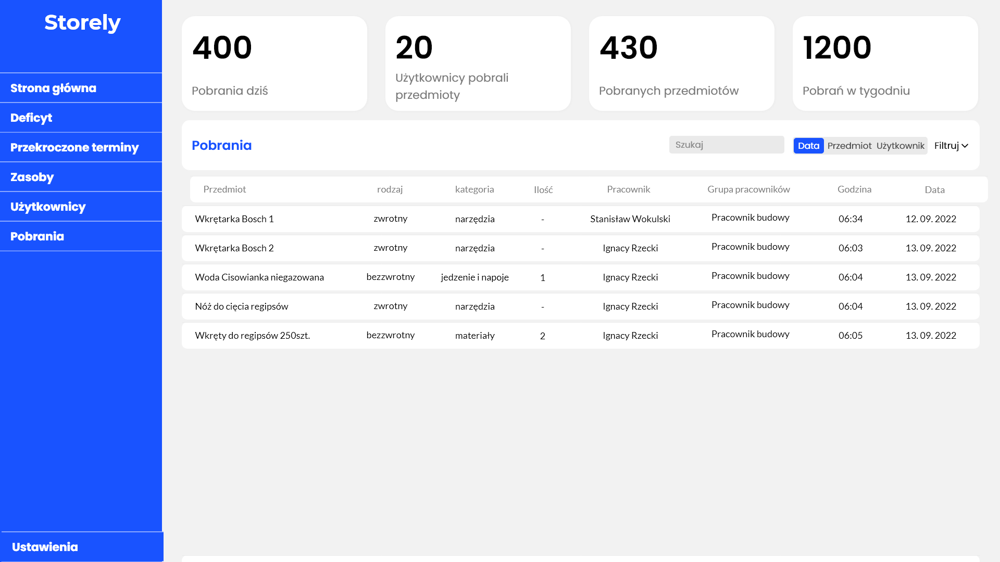 Storely
Strona główna
Deficyt
Przekroczone terminy
Zasoby
Użytkownicy
Pobrania
Ustawienia
400
Pobrania dziś
20
Użytkownicy pobrali
przedmioty
430
Pobranych przedmiotów
1200
Pobrań w tygodniu
Pobrania
Szukaj
Data Przedmiot Użytkownik Filtruj
Przedmiot rodzaj kategoria Ilość Pracownik Grupa pracowników Godzina Data
Wkrętarka Bosch 1 zwrotny narzędzia - Stanisław Wokulski Pracownik budowy 06:34 12. 09. 2022
Wkrętarka Bosch 2 zwrotny narzędzia - Ignacy Rzecki Pracownik budowy 06:03 13. 09. 2022
Woda Cisowianka niegazowana bezzwrotny jedzenie i napoje 1 Ignacy Rzecki Pracownik budowy 06:04 13. 09. 2022
Nóż do cięcia regipsów zwrotny narzędzia - Ignacy Rzecki Pracownik budowy 06:04 13. 09. 2022
Wkręty do regipsów 250szt. bezzwrotny materiały 2 Ignacy Rzecki Pracownik budowy 06:05 13. 09. 2022